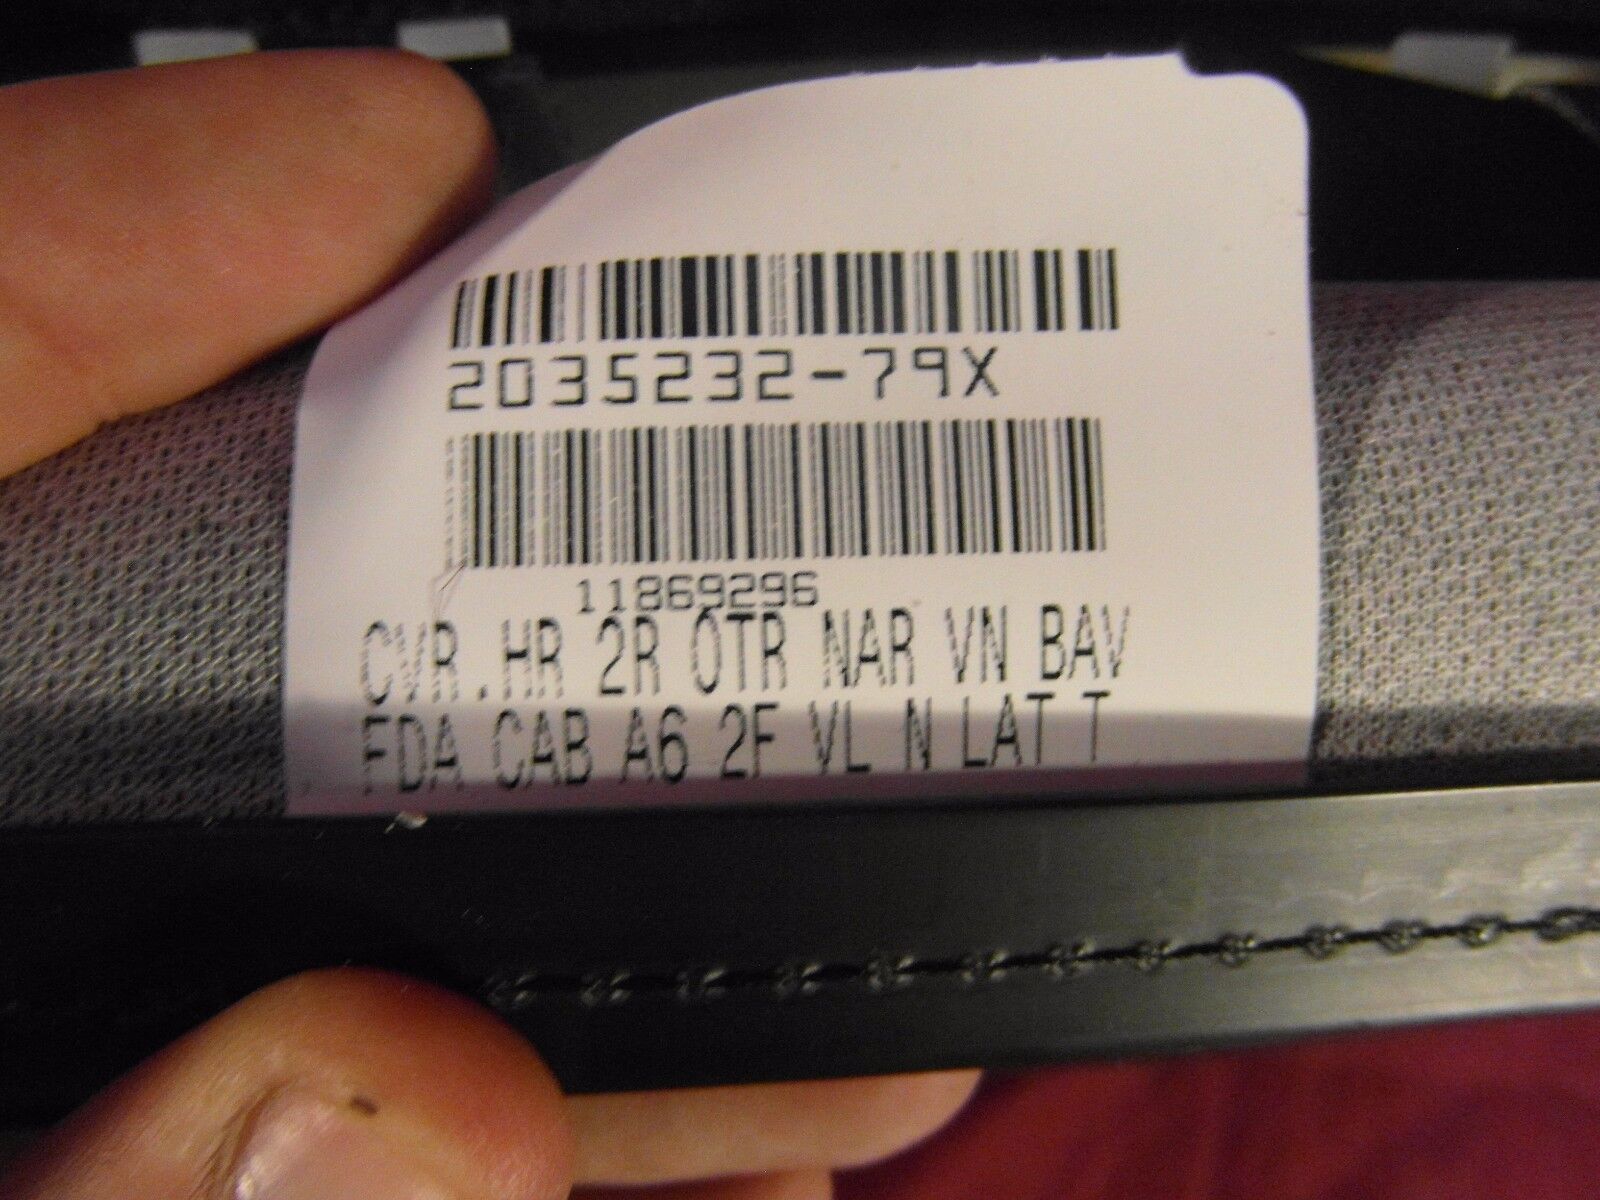 2035232-79X
11869296
CVR.HR 2R OTR NAR VN BAV
FDA CAB A6 2F VL N LAT T